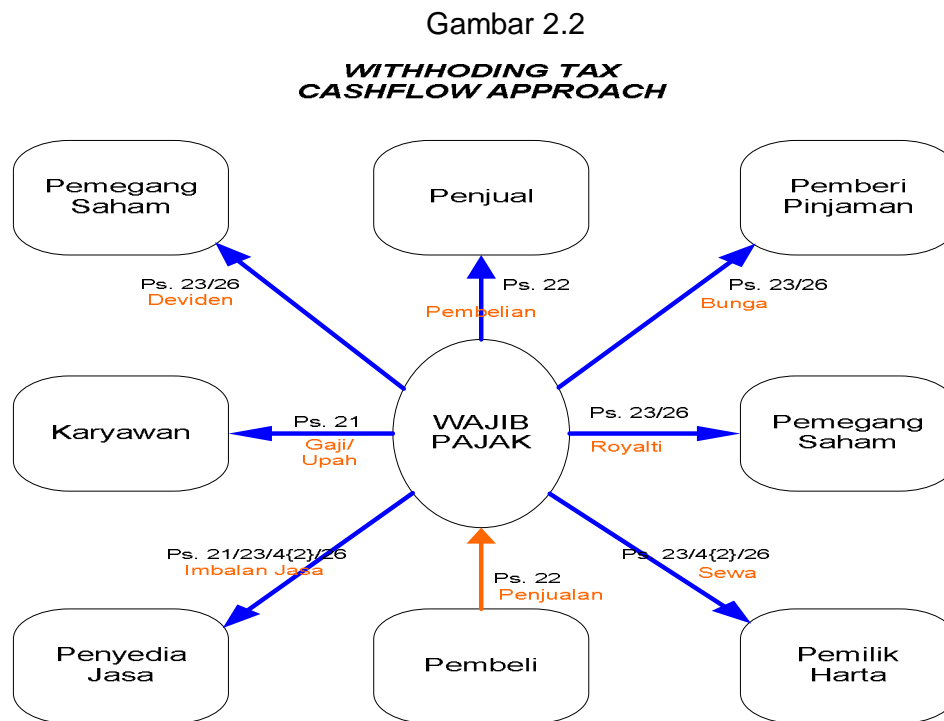 Gambar 2.2
WITHHODING TAX
CASHFLOW APPROACH
Pemegang
Saham
Penjual
Pemberi
Pinjaman
Ps. 23/26
Deviden
Ps. 22
Pembelian
Ps. 23/26
Bunga
Karyawan
Ps. 21
Gaji/
Upah
WAJIB
PAJAK
Ps. 23/26
Royalti
Pemegang
Saham
Ps. 21/23/4{2}/26
Imbalan Jasa
Ps. 22
Penjualan
Ps. 23/4{2}/26
Sewa
Penyedia
Jasa
Pembeli
Pemilik
Harta